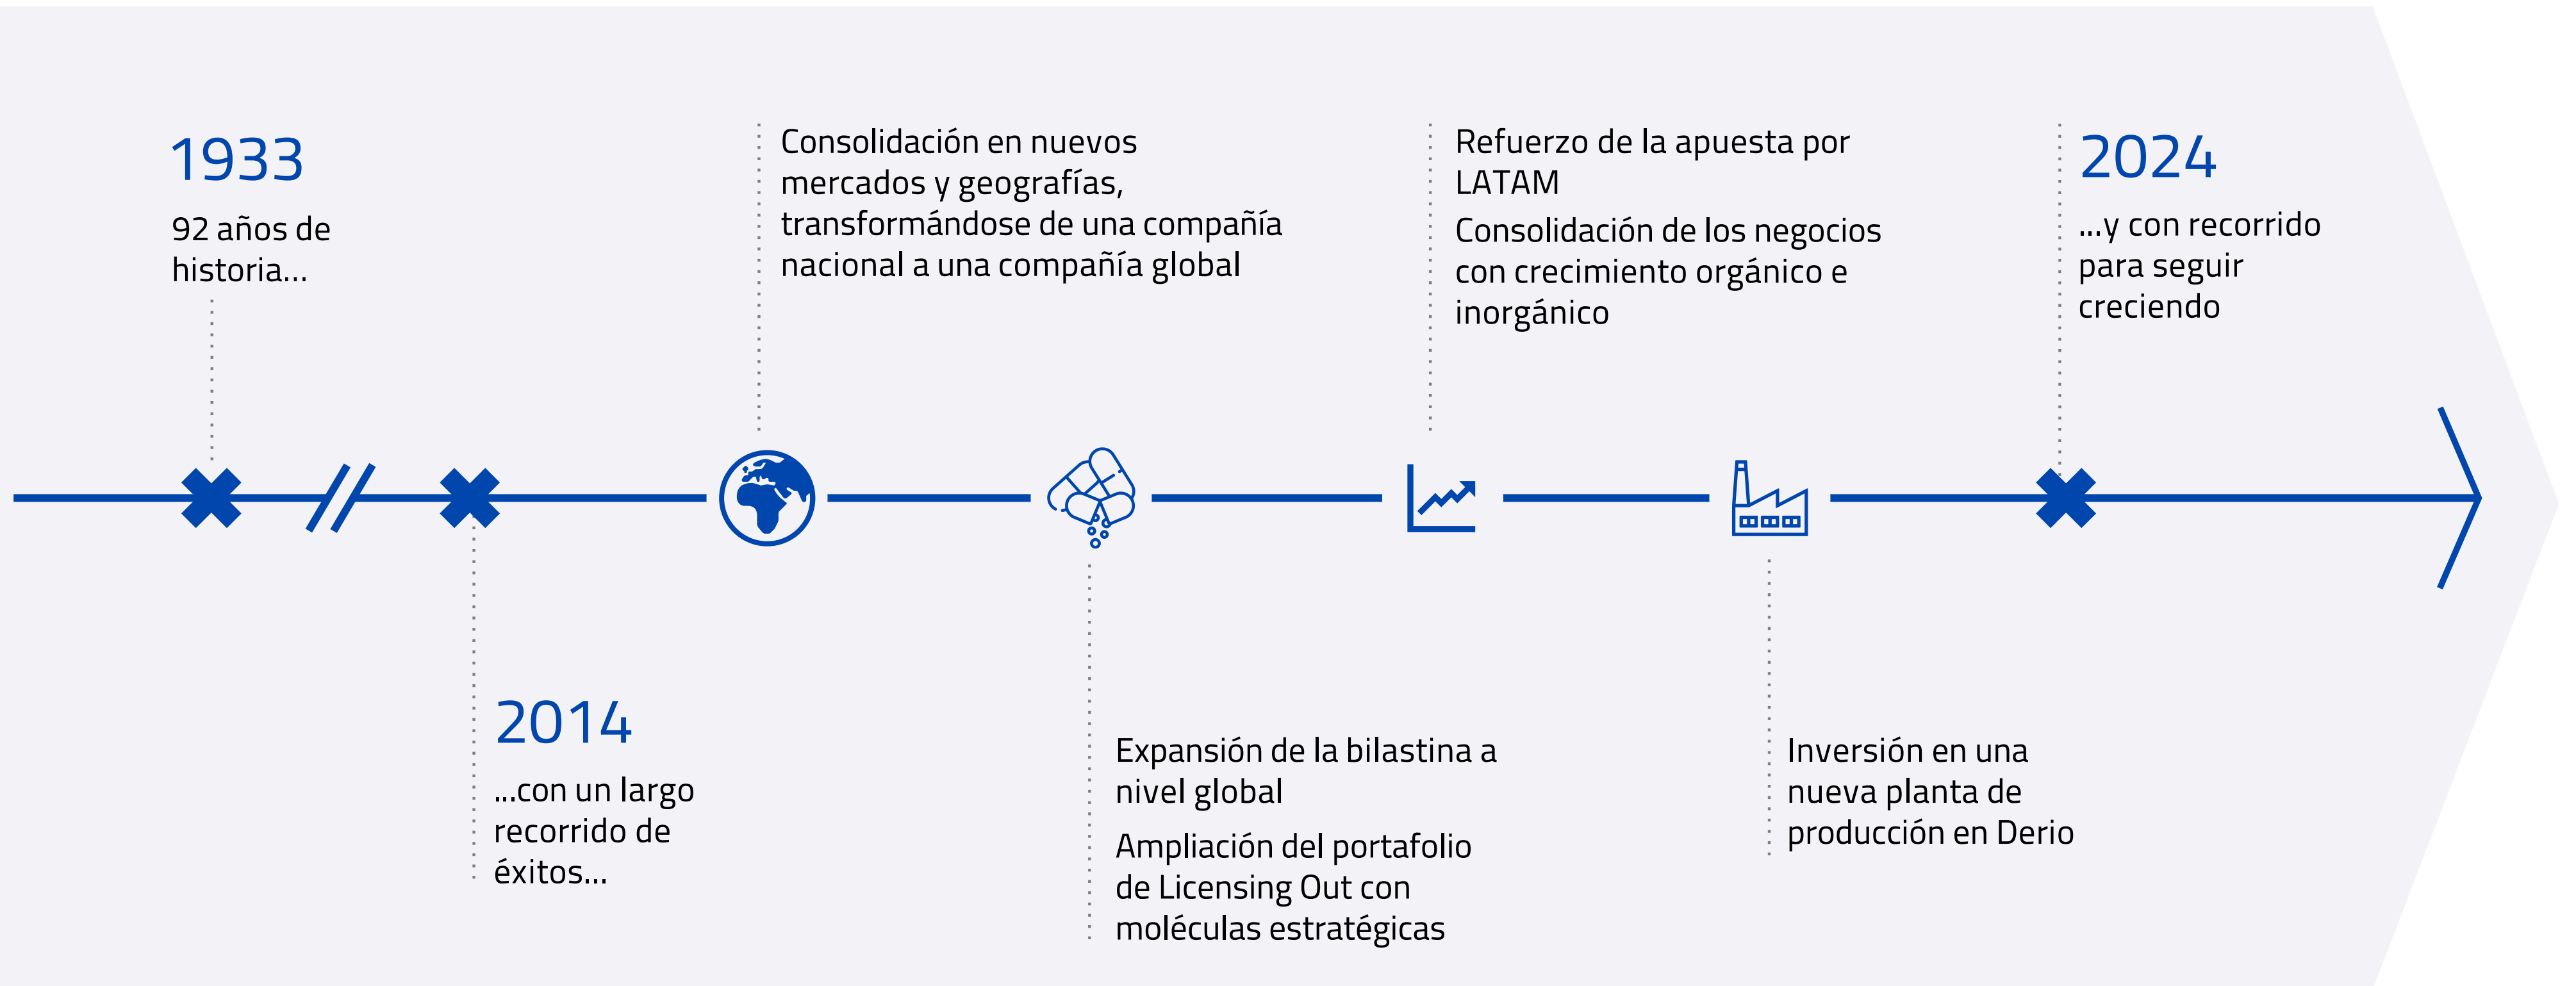 1933
92 años de
historia...
2014
...con un largo
recorrido de
éxitos...
Consolidación en nuevos
mercados y geografías,
transformándose de una compañía
nacional a una compañía global
Expansión de la bilastina a
nivel global
Ampliación del portafolio
de Licensing Out con
moléculas estratégicas
Refuerzo de la apuesta por
LATAM
Consolidación de los negocios
con crecimiento orgánico e
inorgánico
Inversión en una
nueva planta de
producción en Derio
2024
...y con recorrido
para seguir
creciendo